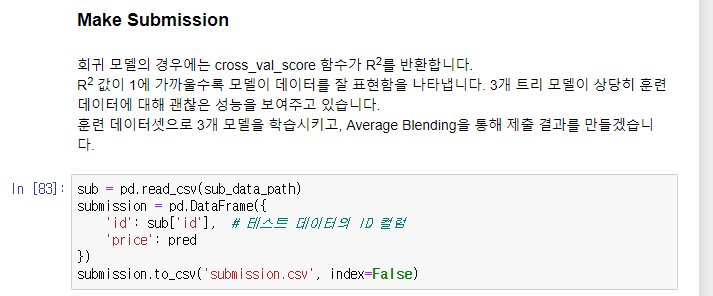 Make Submission
회귀 모델의 경우에는 cross_val_score 함수가 R²를 반환합니다.
R² 값이 1에 가까울수록 모델이 데이터를 잘 표현함을 나타냅니다. 3개 트리 모델이 상당히 훈련
데이터에 대해 괜찮은 성능을 보여주고 있습니다.
훈련 데이터셋으로 3개 모델을 학습시키고, Average Blending을 통해 제출 결과를 만들겠습니
다.
In [83]: sub = pd.read_csv(sub_data_path)
submission = pd.DataFrame({
    'id': sub['id'],  # 테스트 데이터의 ID 컬럼
    'price': pred
})
submission.to_csv('submission.csv', index=False)